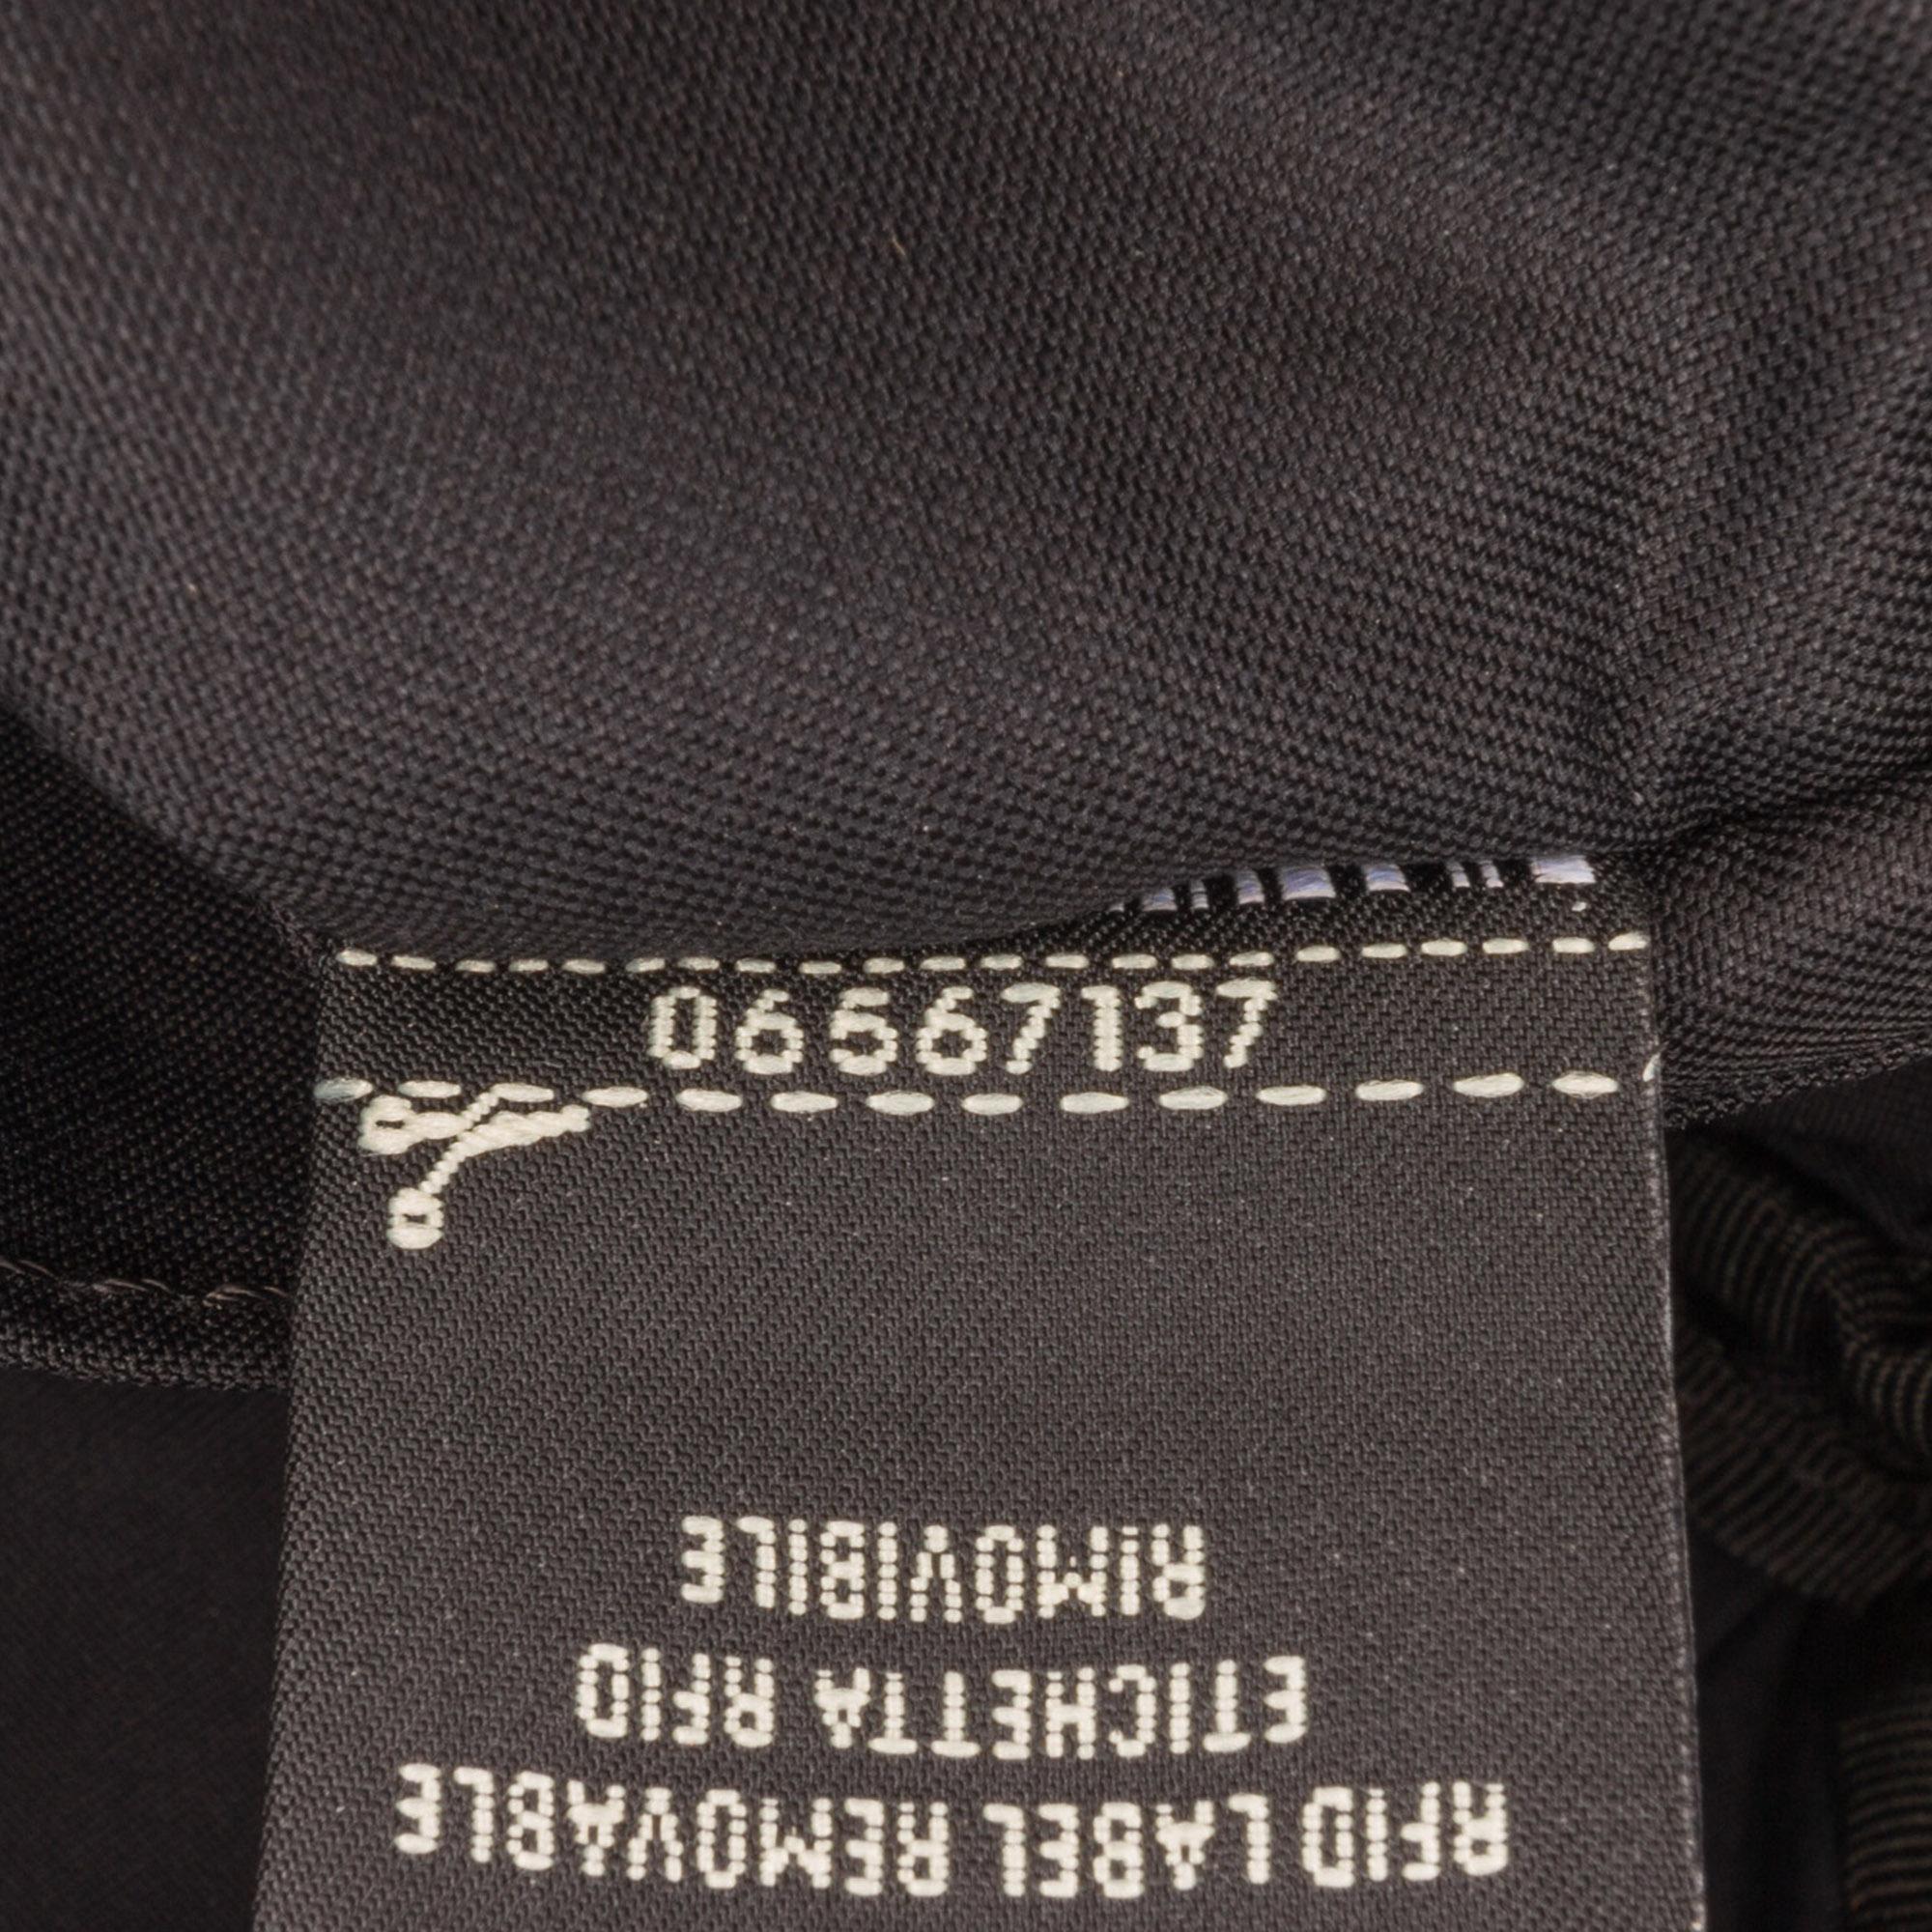 06567137
RFID LABEL REMOVABLE
ETICHETTA RFID
RIMOVIBILE